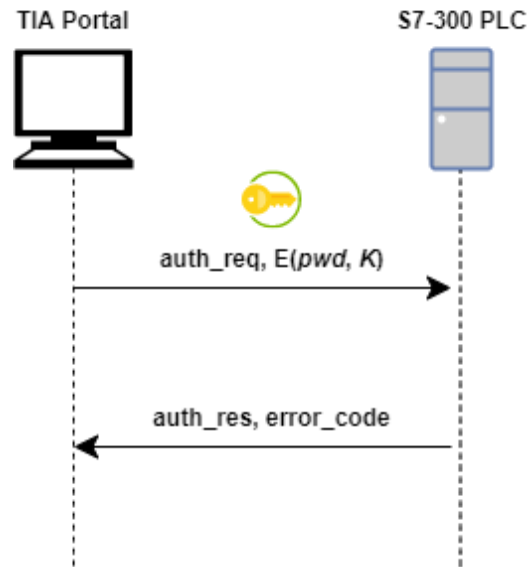 TIA Portal
S7-300 PLC
auth_req, E(pwd, K)
auth_res, error_code